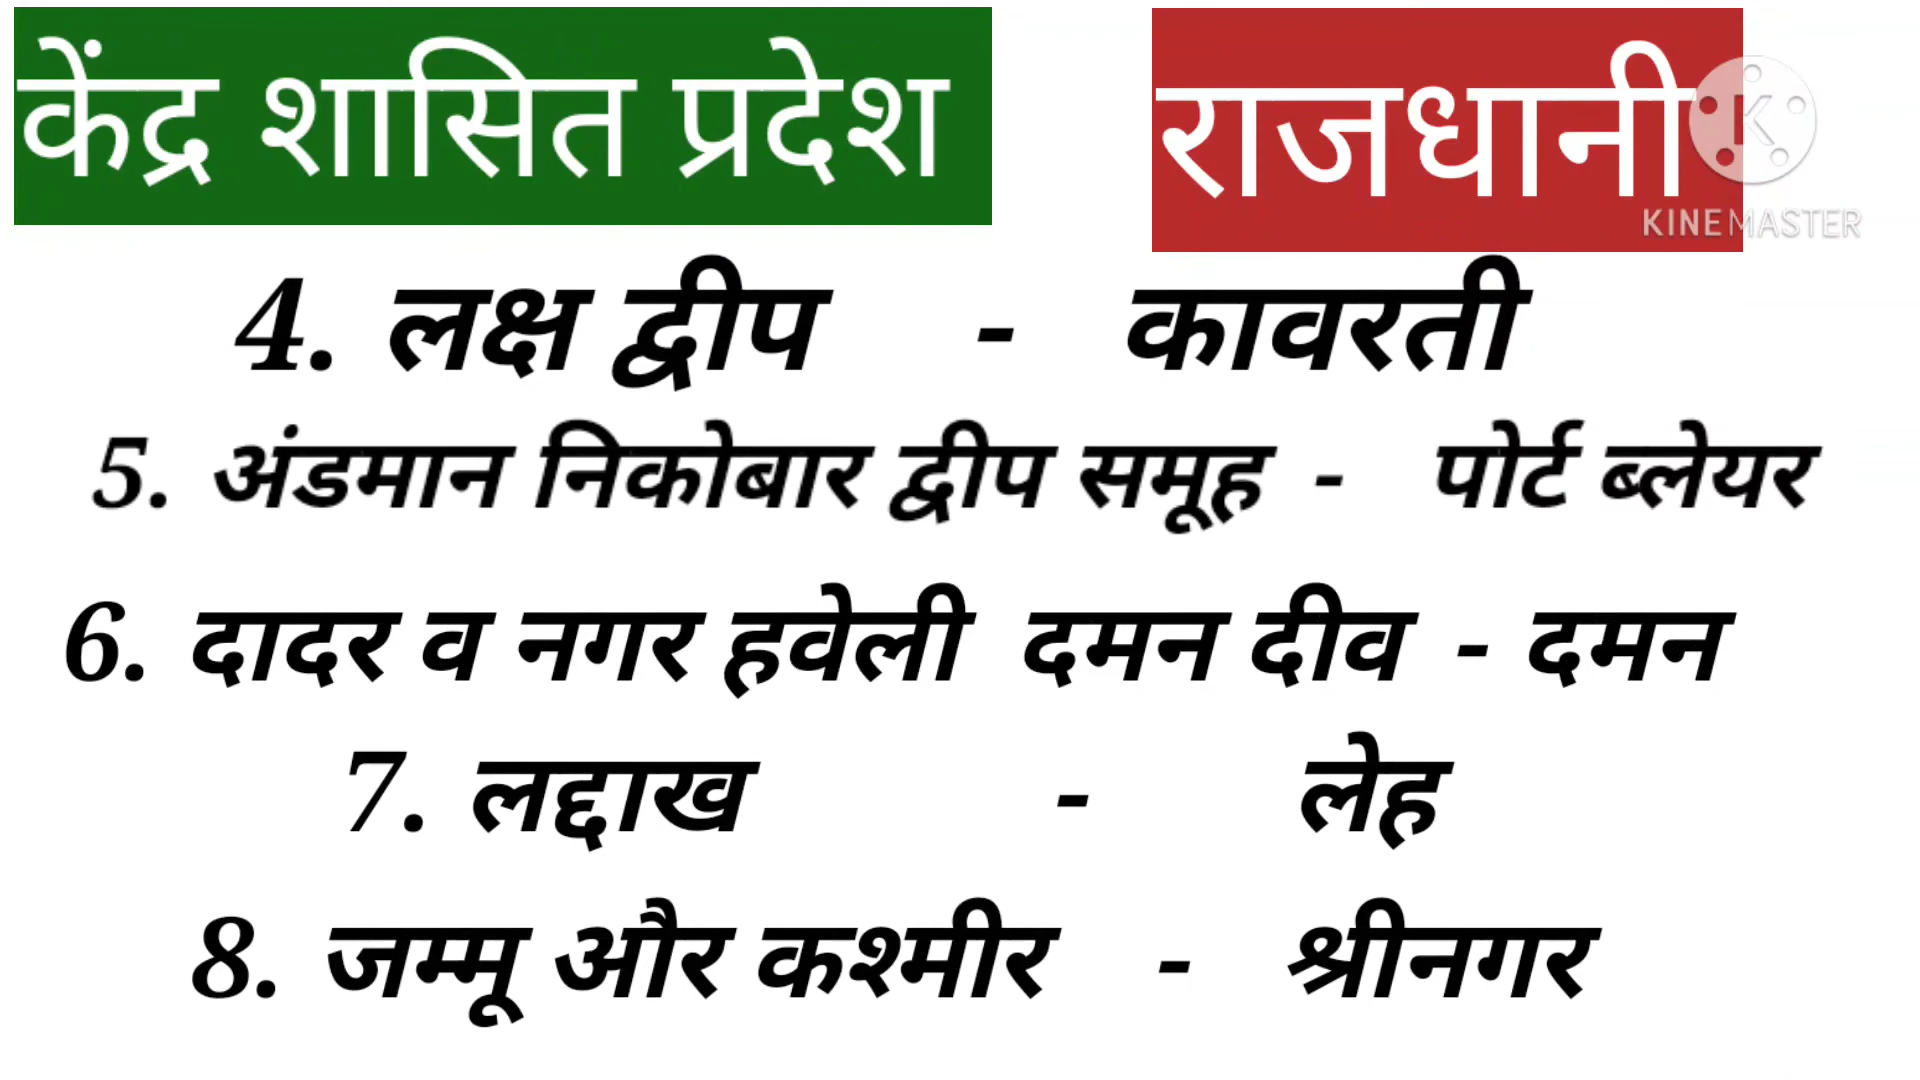 केंद्र शासित प्रदेश राजधानी
KINEMASTER
4. लक्ष द्वीप - कावरती
5. अंडमान निकोबार द्वीप समूह - पोर्ट ब्लेयर
6. दादर व नगर हवेली दमन दीव - दमन
7. लद्दाख - लेह
8. जम्मू और कश्मीर - श्रीनगर